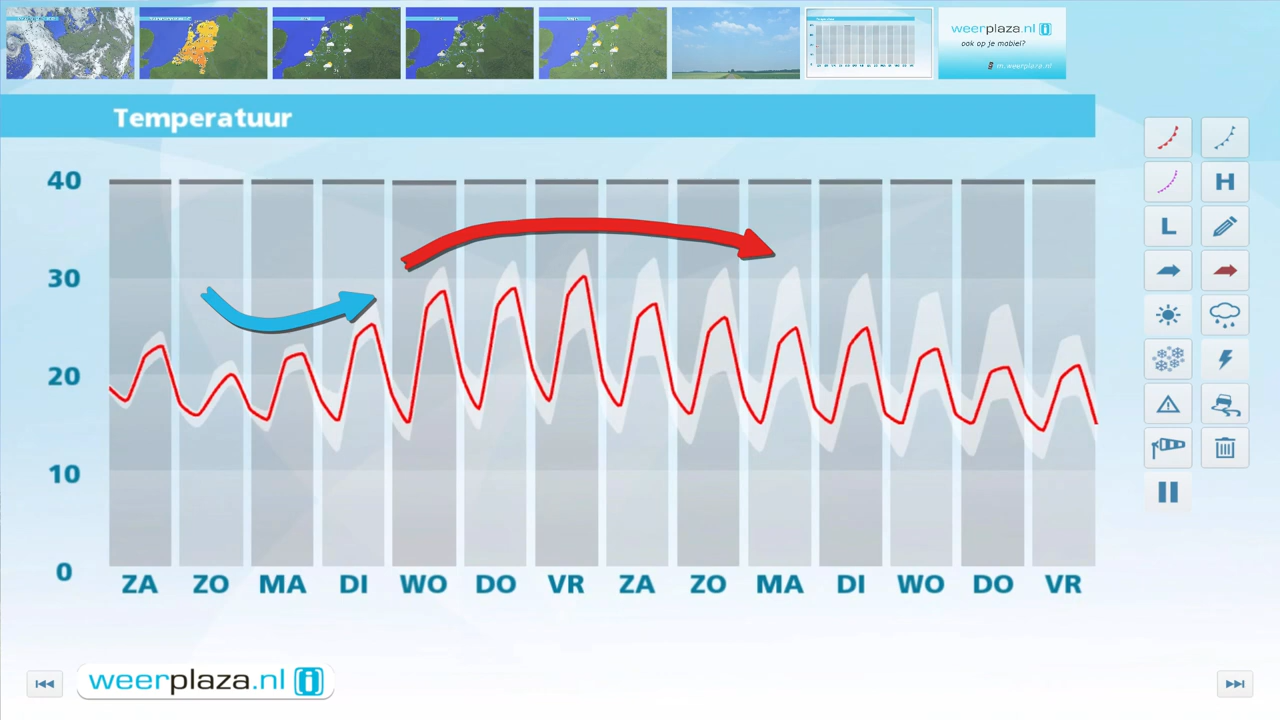 weerplaza.nl i
ook op je mobiel?
m.weerplaza.nl
Temperatuur
40
30
20
10
0
H
L
ZA ZO MA DI WO DO VR ZA ZO MA DI WO DO VR
weerplaza.nl i